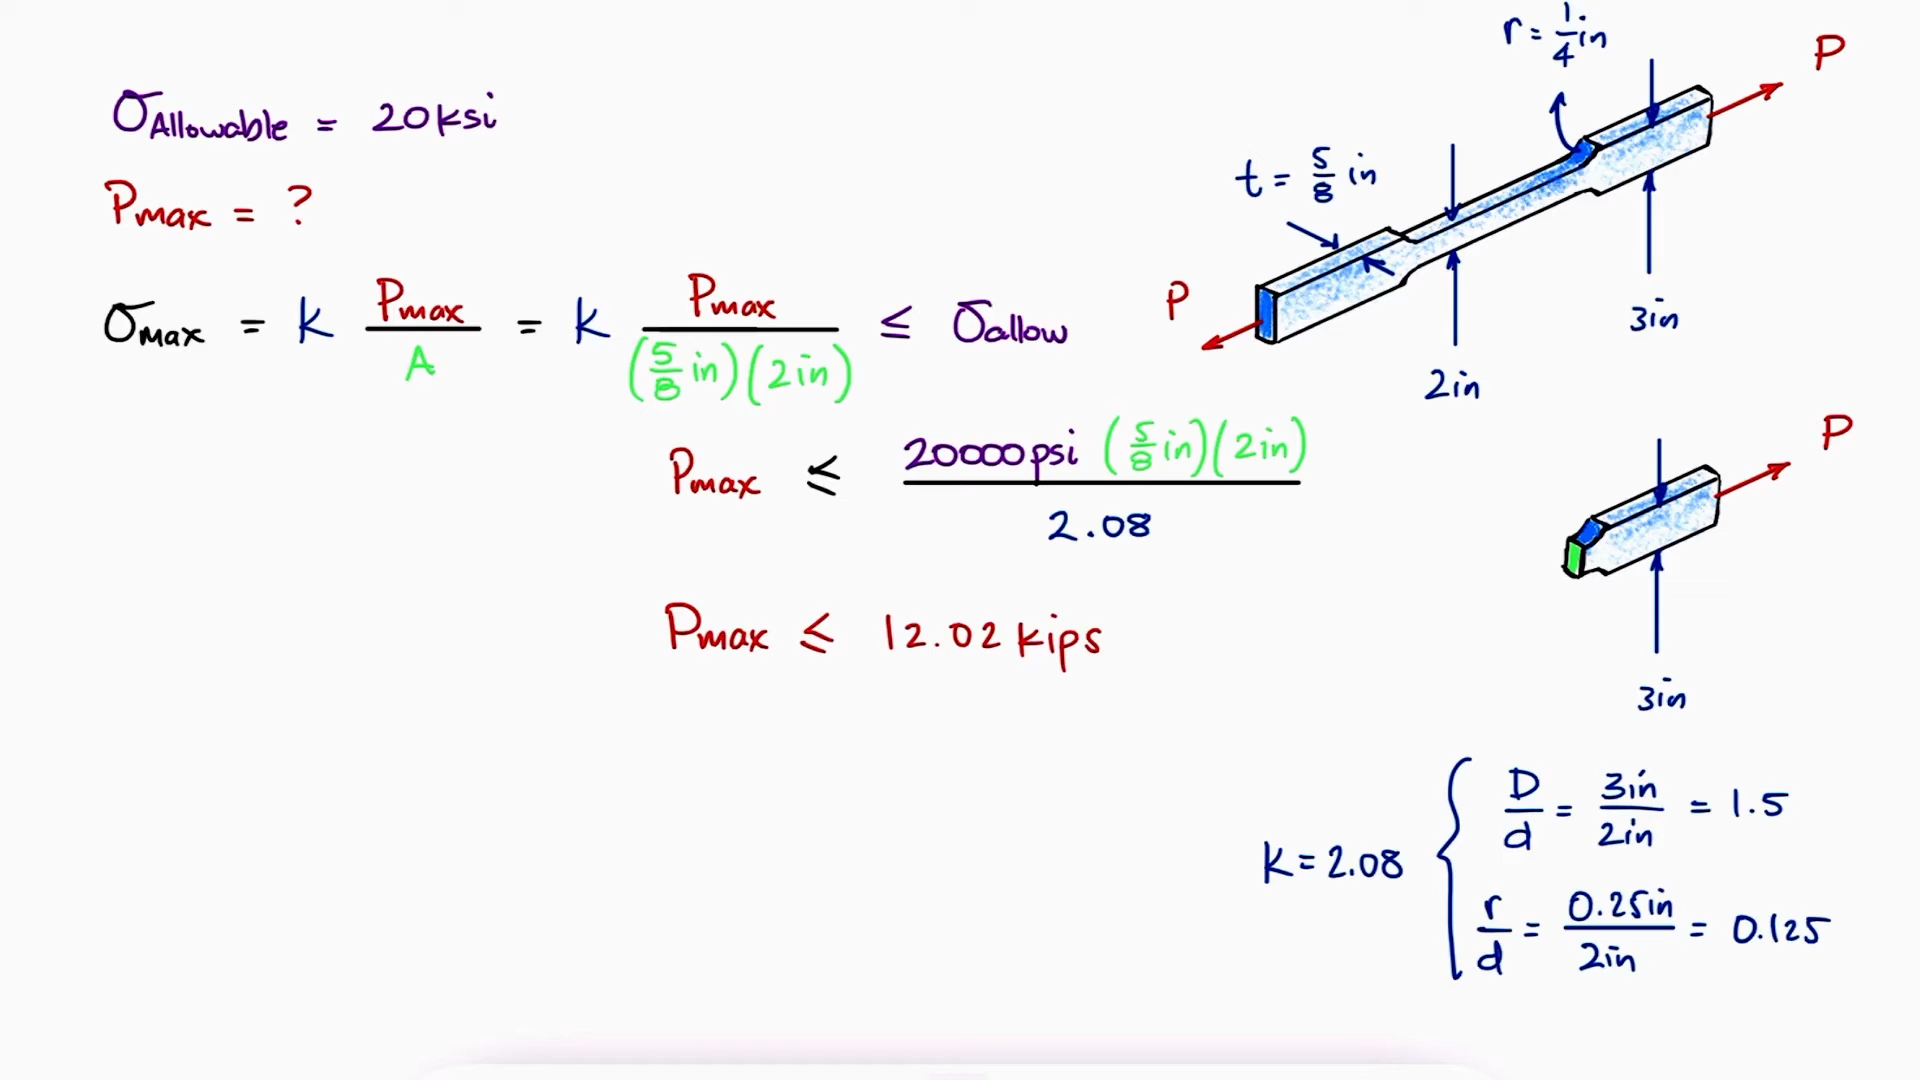 σAllowable = 20ksi
Pmax = ?
σmax = K Pmax/A = K Pmax/(5/8 in)(2in) ≤ σallow
Pmax ≤ 20000psi (5/8 in)(2in)/2.08
Pmax ≤ 12.02 kips
r = 1/4 in
P
t = 5/8 in
P
3in
2in
P
3in
K = 2.08
D/d = 3in/2in = 1.5
r/d = 0.25in/2in = 0.125